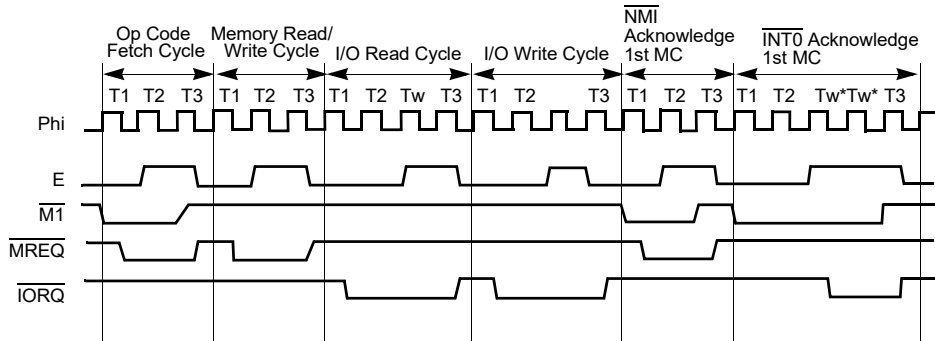 Op Code
Fetch Cycle
Memory Read/
Write Cycle
I/O Read Cycle
I/O Write Cycle
NMI
Acknowledge
1st MC
INT0 Acknowledge
1st MC
T1 T2 T3 T1 T2 T3 T1 T2 Tw T3 T1 T2 T3 T1 T2 T3 T1 T2 Tw*Tw* T3
Phi
E
M1
MREQ
IORQ